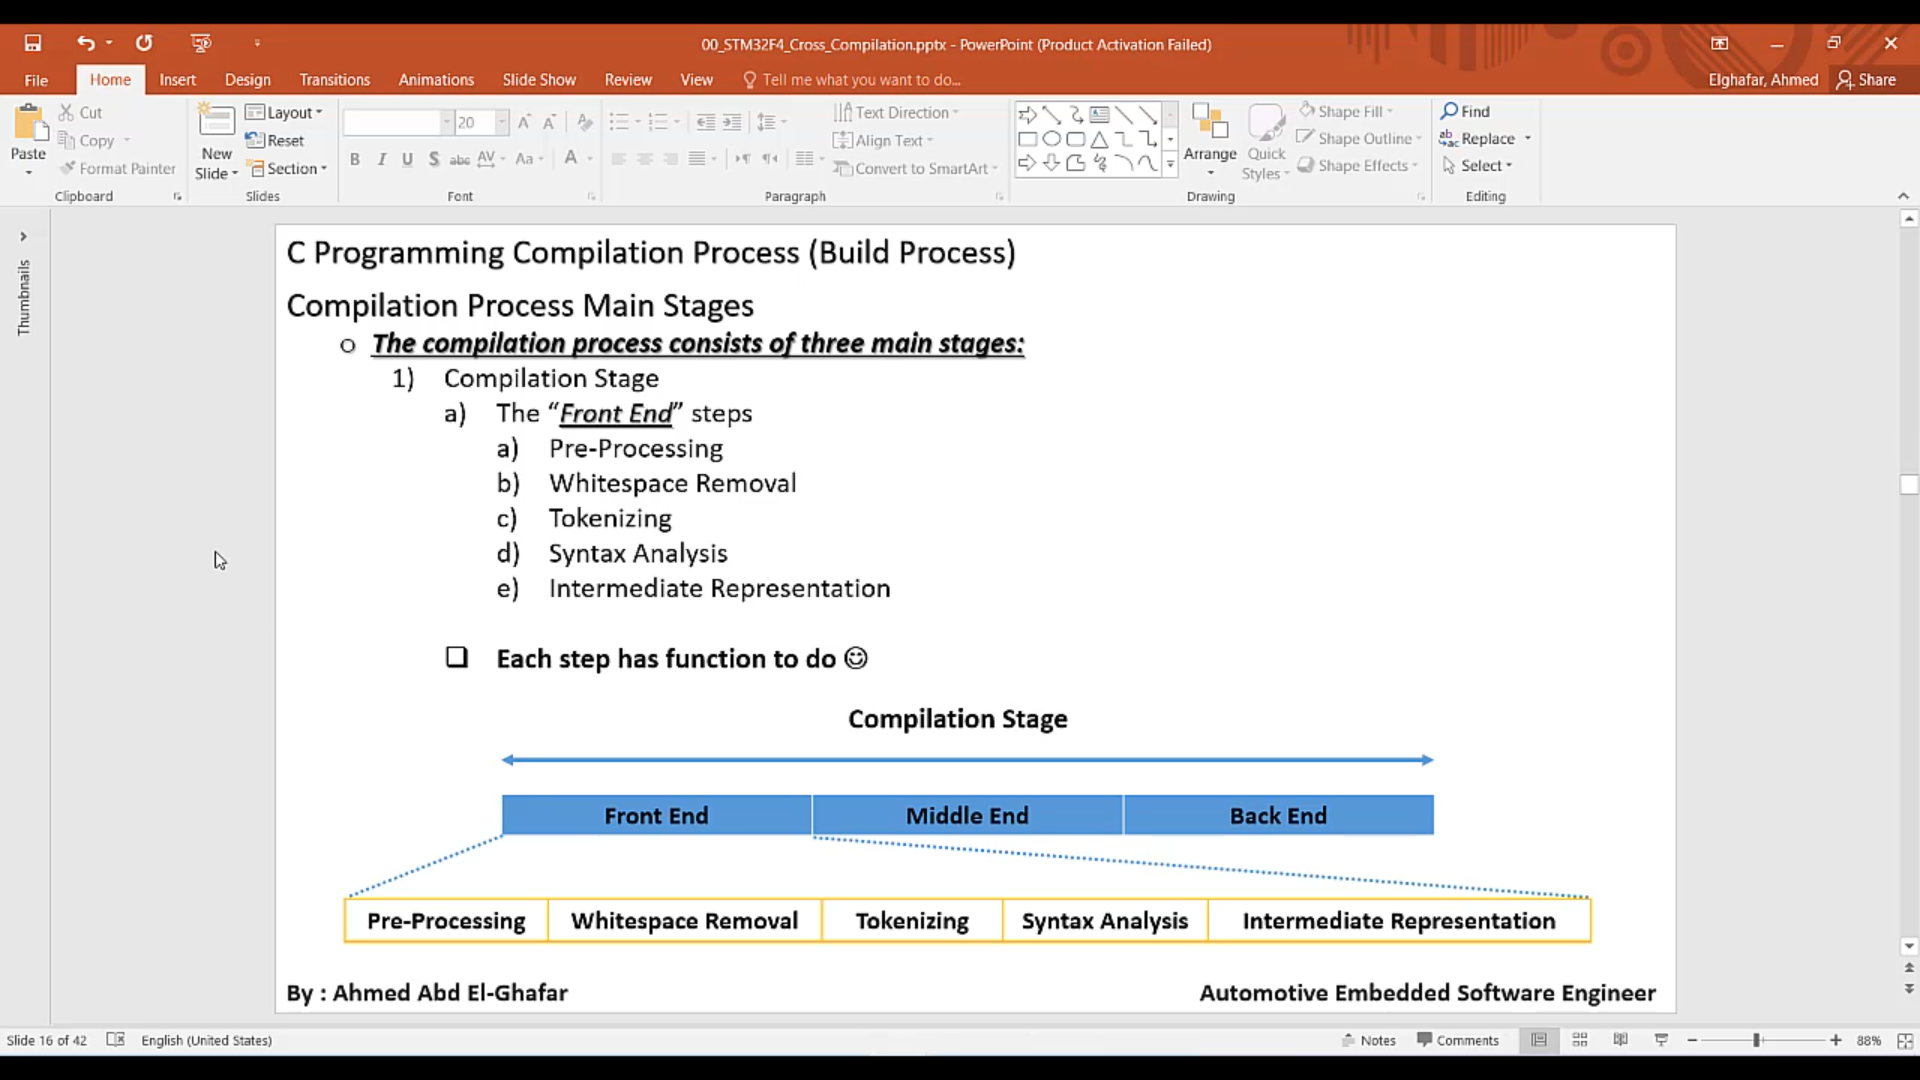 00_STM32F4_Cross_Compilation.pptx - PowerPoint (Product Activation Failed)
File Home Insert Design Transitions Animations Slide Show Review View Tell me what you want to do... Elghafar, Ahmed Share
Paste Cut Copy Format Painter Clipboard
New Slide Layout Reset Section Slides
20 B I U S abc AV Aa A Font
Text Direction Align Text Convert to SmartArt Paragraph
Arrange Quick Styles Shape Fill Shape Outline Shape Effects Drawing
Find Replace Select Editing
Thumbnails
C Programming Compilation Process (Build Process)
Compilation Process Main Stages
o The compilation process consists of three main stages:
1) Compilation Stage
a) The “Front End” steps
a) Pre-Processing
b) Whitespace Removal
c) Tokenizing
d) Syntax Analysis
e) Intermediate Representation
❑ Each step has function to do ☺
Compilation Stage
Front End Middle End Back End
Pre-Processing Whitespace Removal Tokenizing Syntax Analysis Intermediate Representation
By : Ahmed Abd El-Ghafar Automotive Embedded Software Engineer
Slide 16 of 42 English (United States) Notes Comments 88%